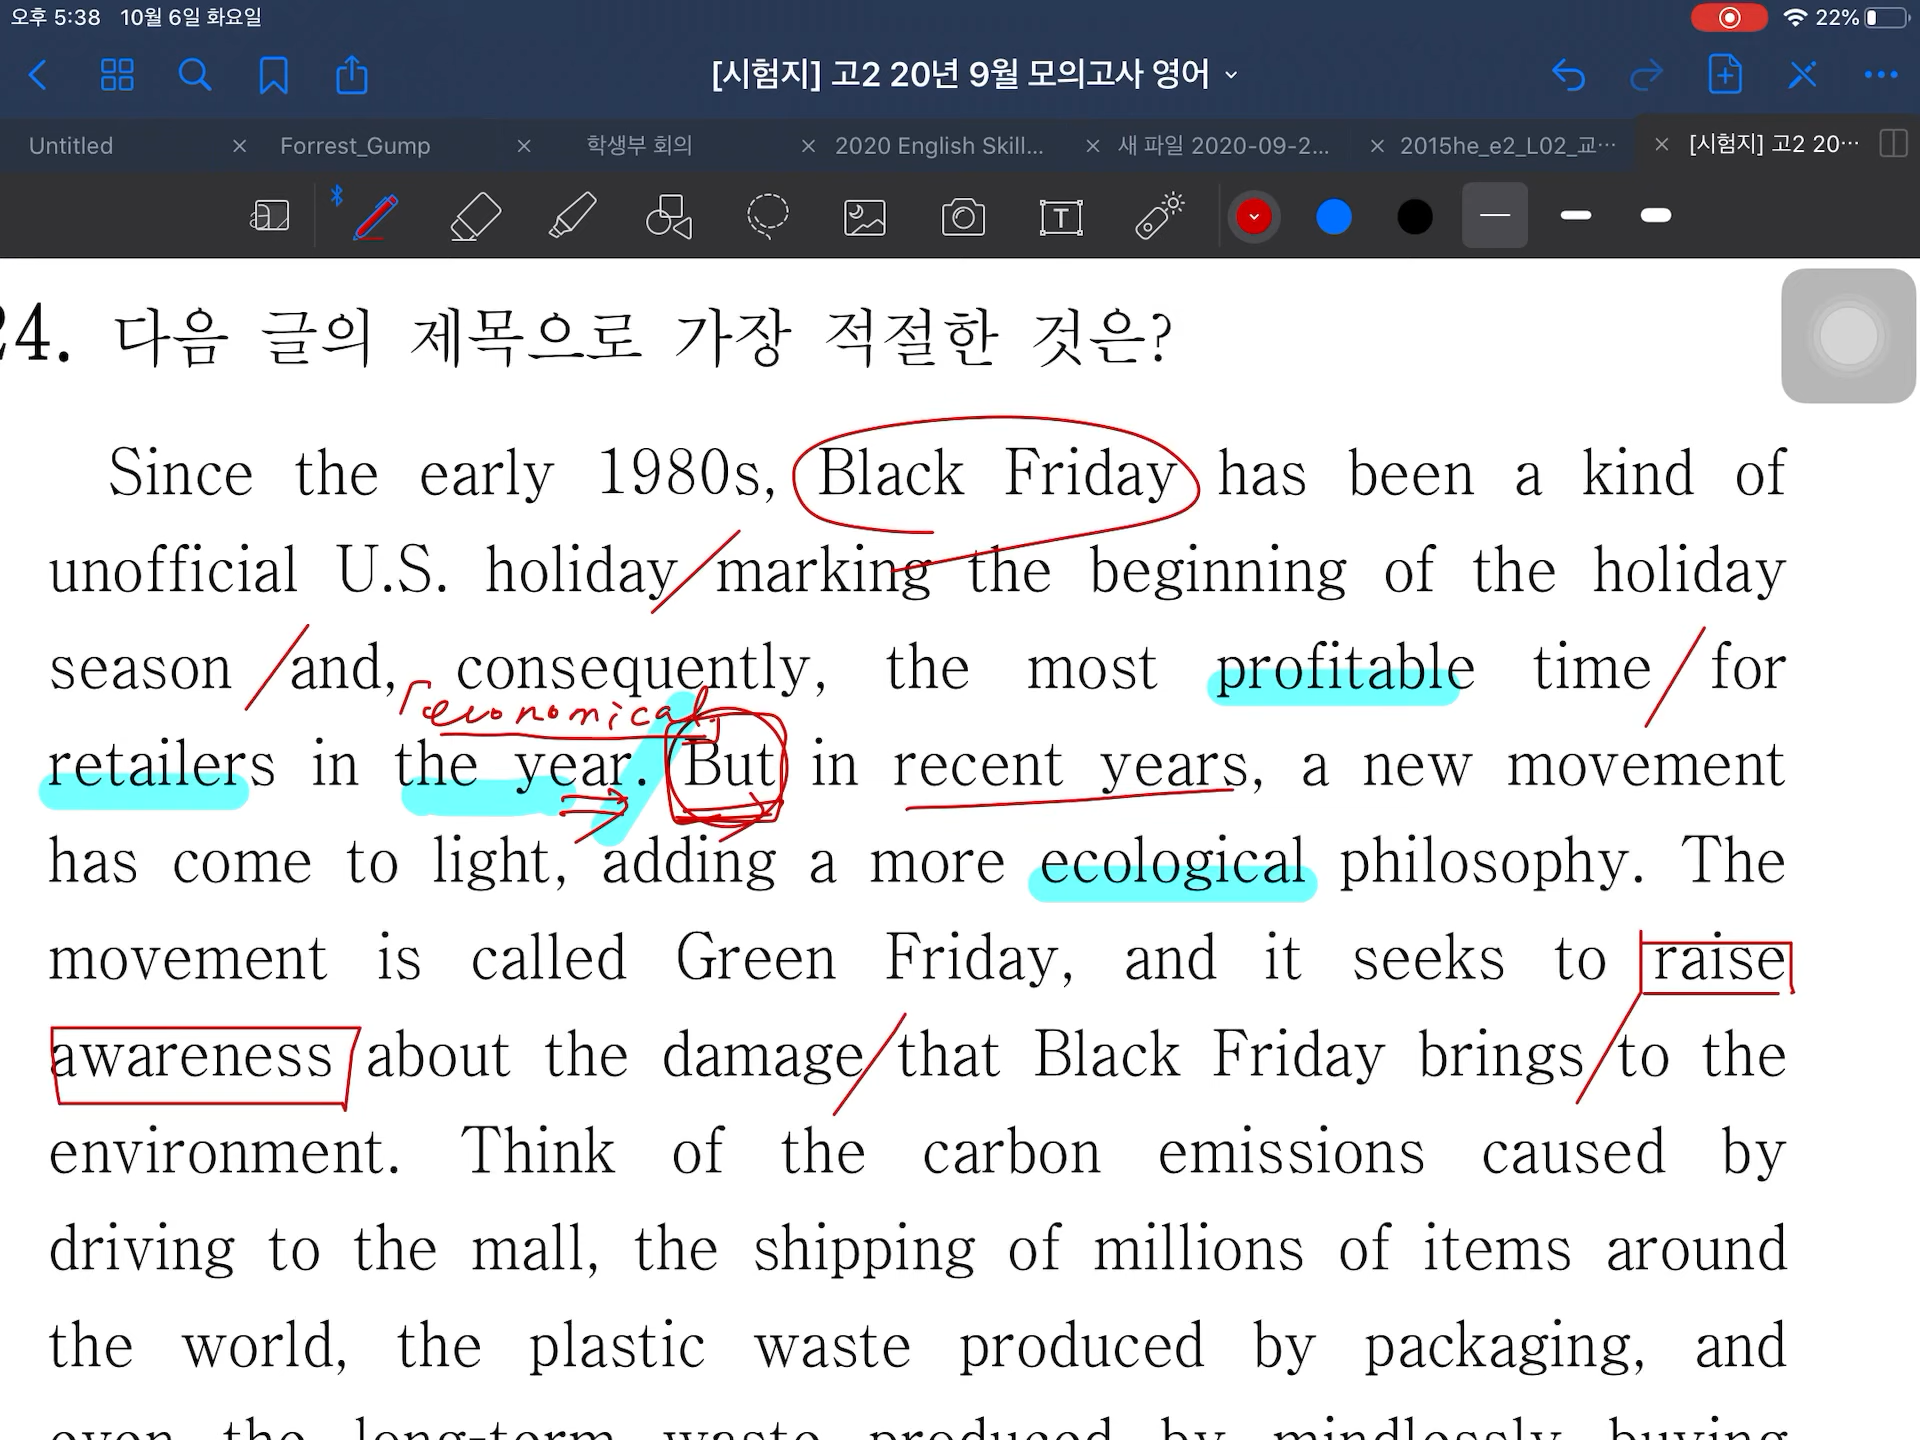 오후 5:38 10월 6일 화요일
22%
[시험지] 고2 20년 9월 모의고사 영어
Untitled
Forrest_Gump
학생부 회의
2020 English Skill...
새 파일 2020-09-2...
2015he_e2_L02_교...
[시험지] 고2 20...
24. 다음 글의 제목으로 가장 적절한 것은?
Since the early 1980s, Black Friday has been a kind of
unofficial U.S. holiday marking the beginning of the holiday
season and, consequently, the most profitable time for
economical
retailers in the year. But in recent years, a new movement
has come to light, adding a more ecological philosophy. The
movement is called Green Friday, and it seeks to raise
awareness about the damage that Black Friday brings to the
environment. Think of the carbon emissions caused by
driving to the mall, the shipping of millions of items around
the world, the plastic waste produced by packaging, and
even the long-term waste produced by mindlessly buying